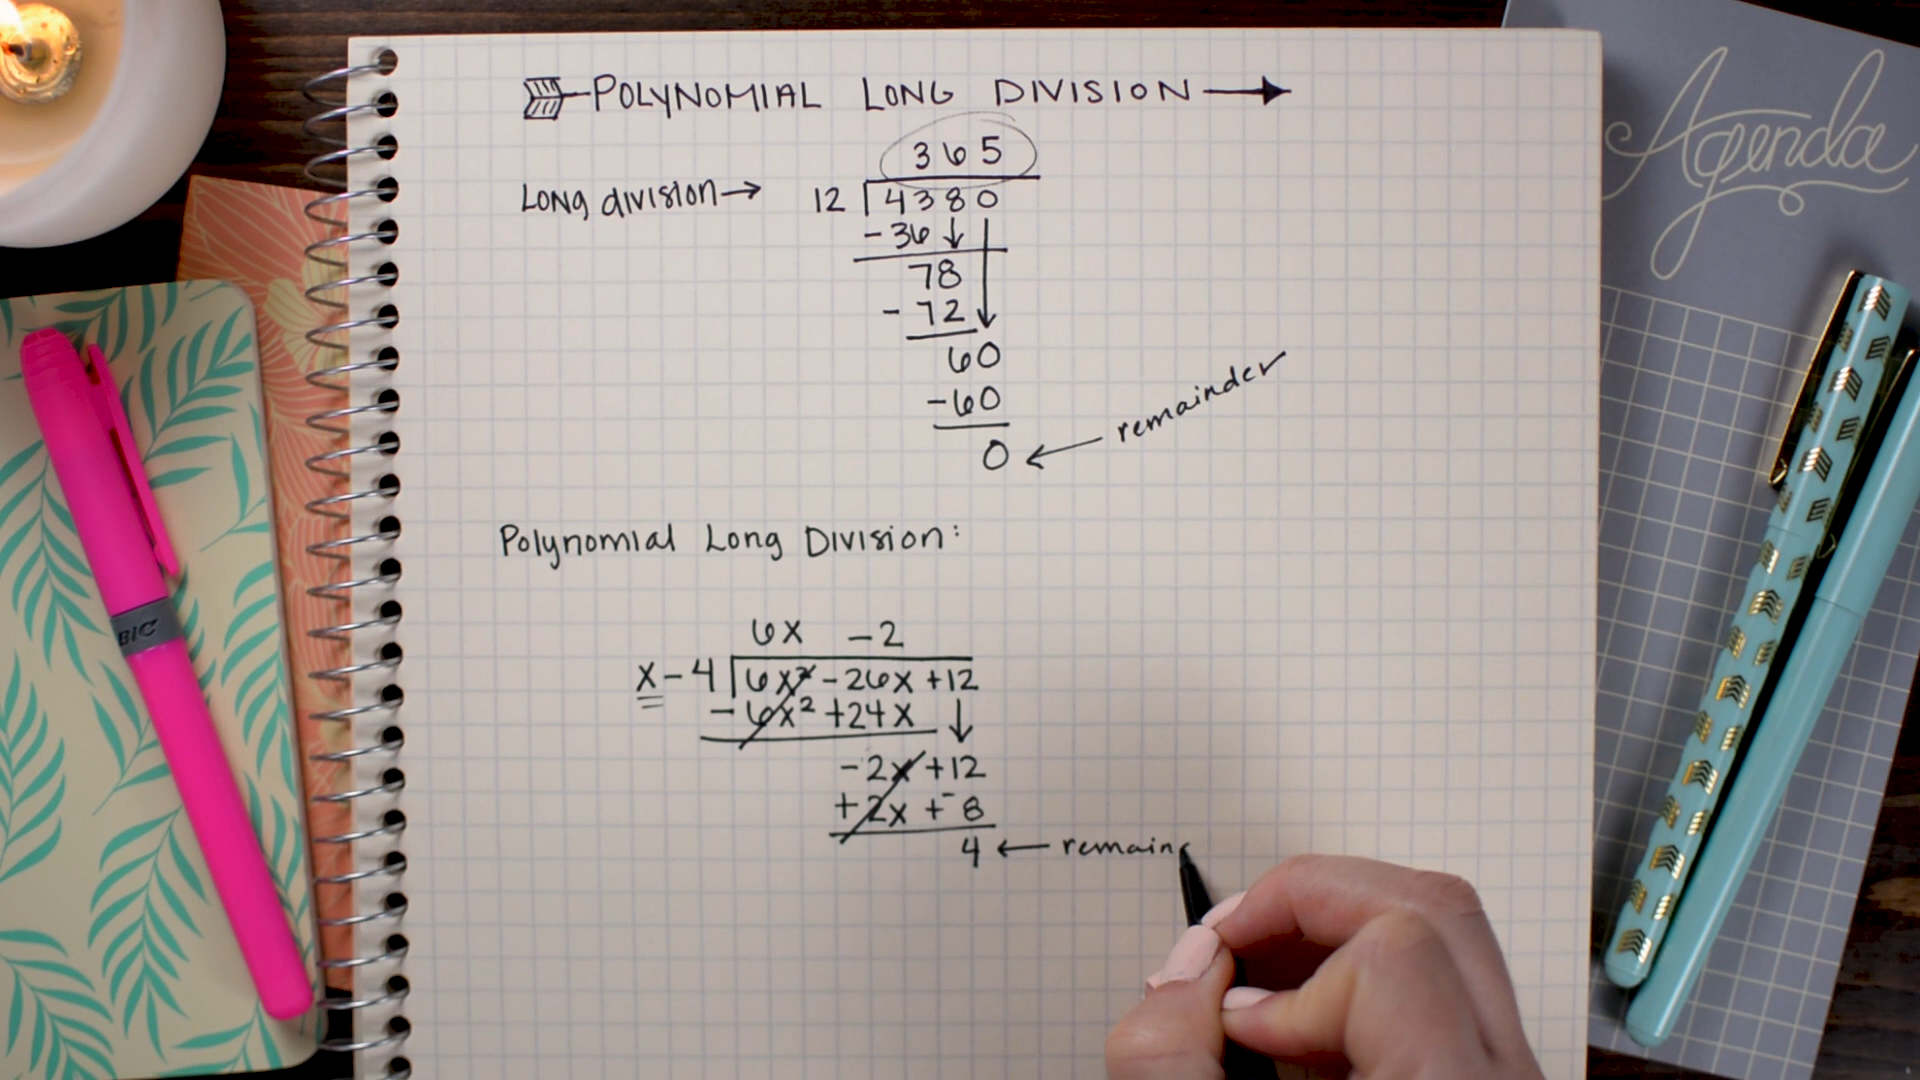 POLYNOMIAL LONG DIVISION
365
Long division → 12 4380
-36 ↓
78
-72
60
-60
0 ← remainder
Polynomial Long Division:
6x -2
x-4 6x² -26x +12
-6x² +24x ↓
-2x +12
+2x +-8
4 ← remain
Agenda
BIC